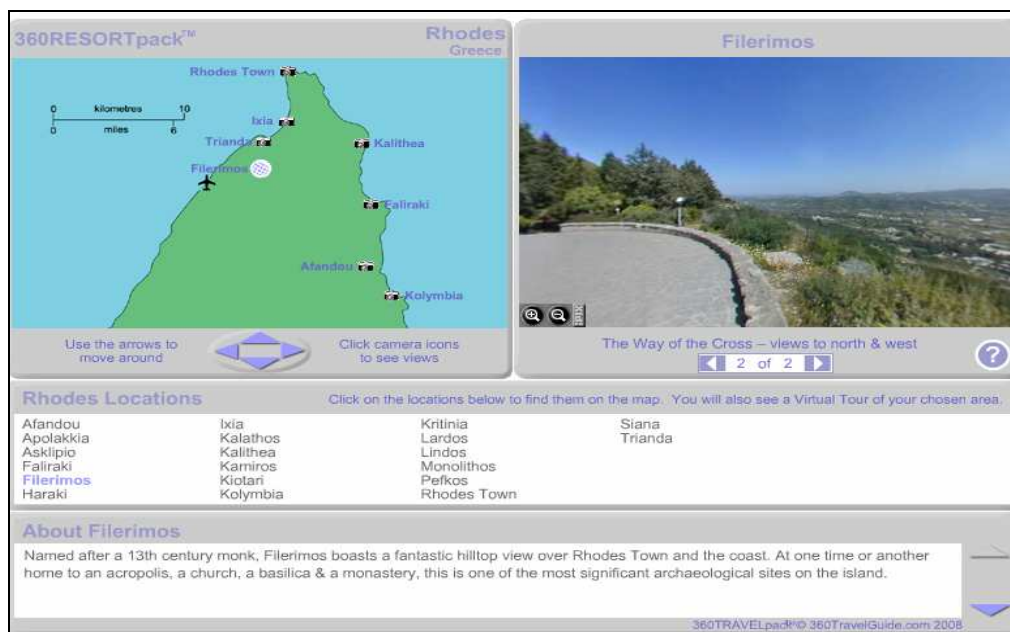 360RESORTpack™
Rhodes
Greece
Rhodes Town
0 kilometres 10
0 miles 6
Ixia
Trianda
Kalithea
Filerimos
Faliraki
Afandou
Kolymbia
Use the arrows to
move around
Click camera icons
to see views
Filerimos
iPIX
The Way of the Cross – views to north & west
2 of 2
?
Rhodes Locations
Click on the locations below to find them on the map. You will also see a Virtual Tour of your chosen area.
Afandou Ixia Kritinia Siana
Apolakkia Kalathos Lardos Trianda
Asklipio Kalithea Lindos
Faliraki Kamiros Monolithos
Filerimos Kiotari Pefkos
Haraki Kolymbia Rhodes Town
About Filerimos
Named after a 13th century monk, Filerimos boasts a fantastic hilltop view over Rhodes Town and the coast. At one time or another
home to an acropolis, a church, a basilica & a monastery, this is one of the most significant archaeological sites on the island.
360TRAVELpack© 360TravelGuide.com 2008